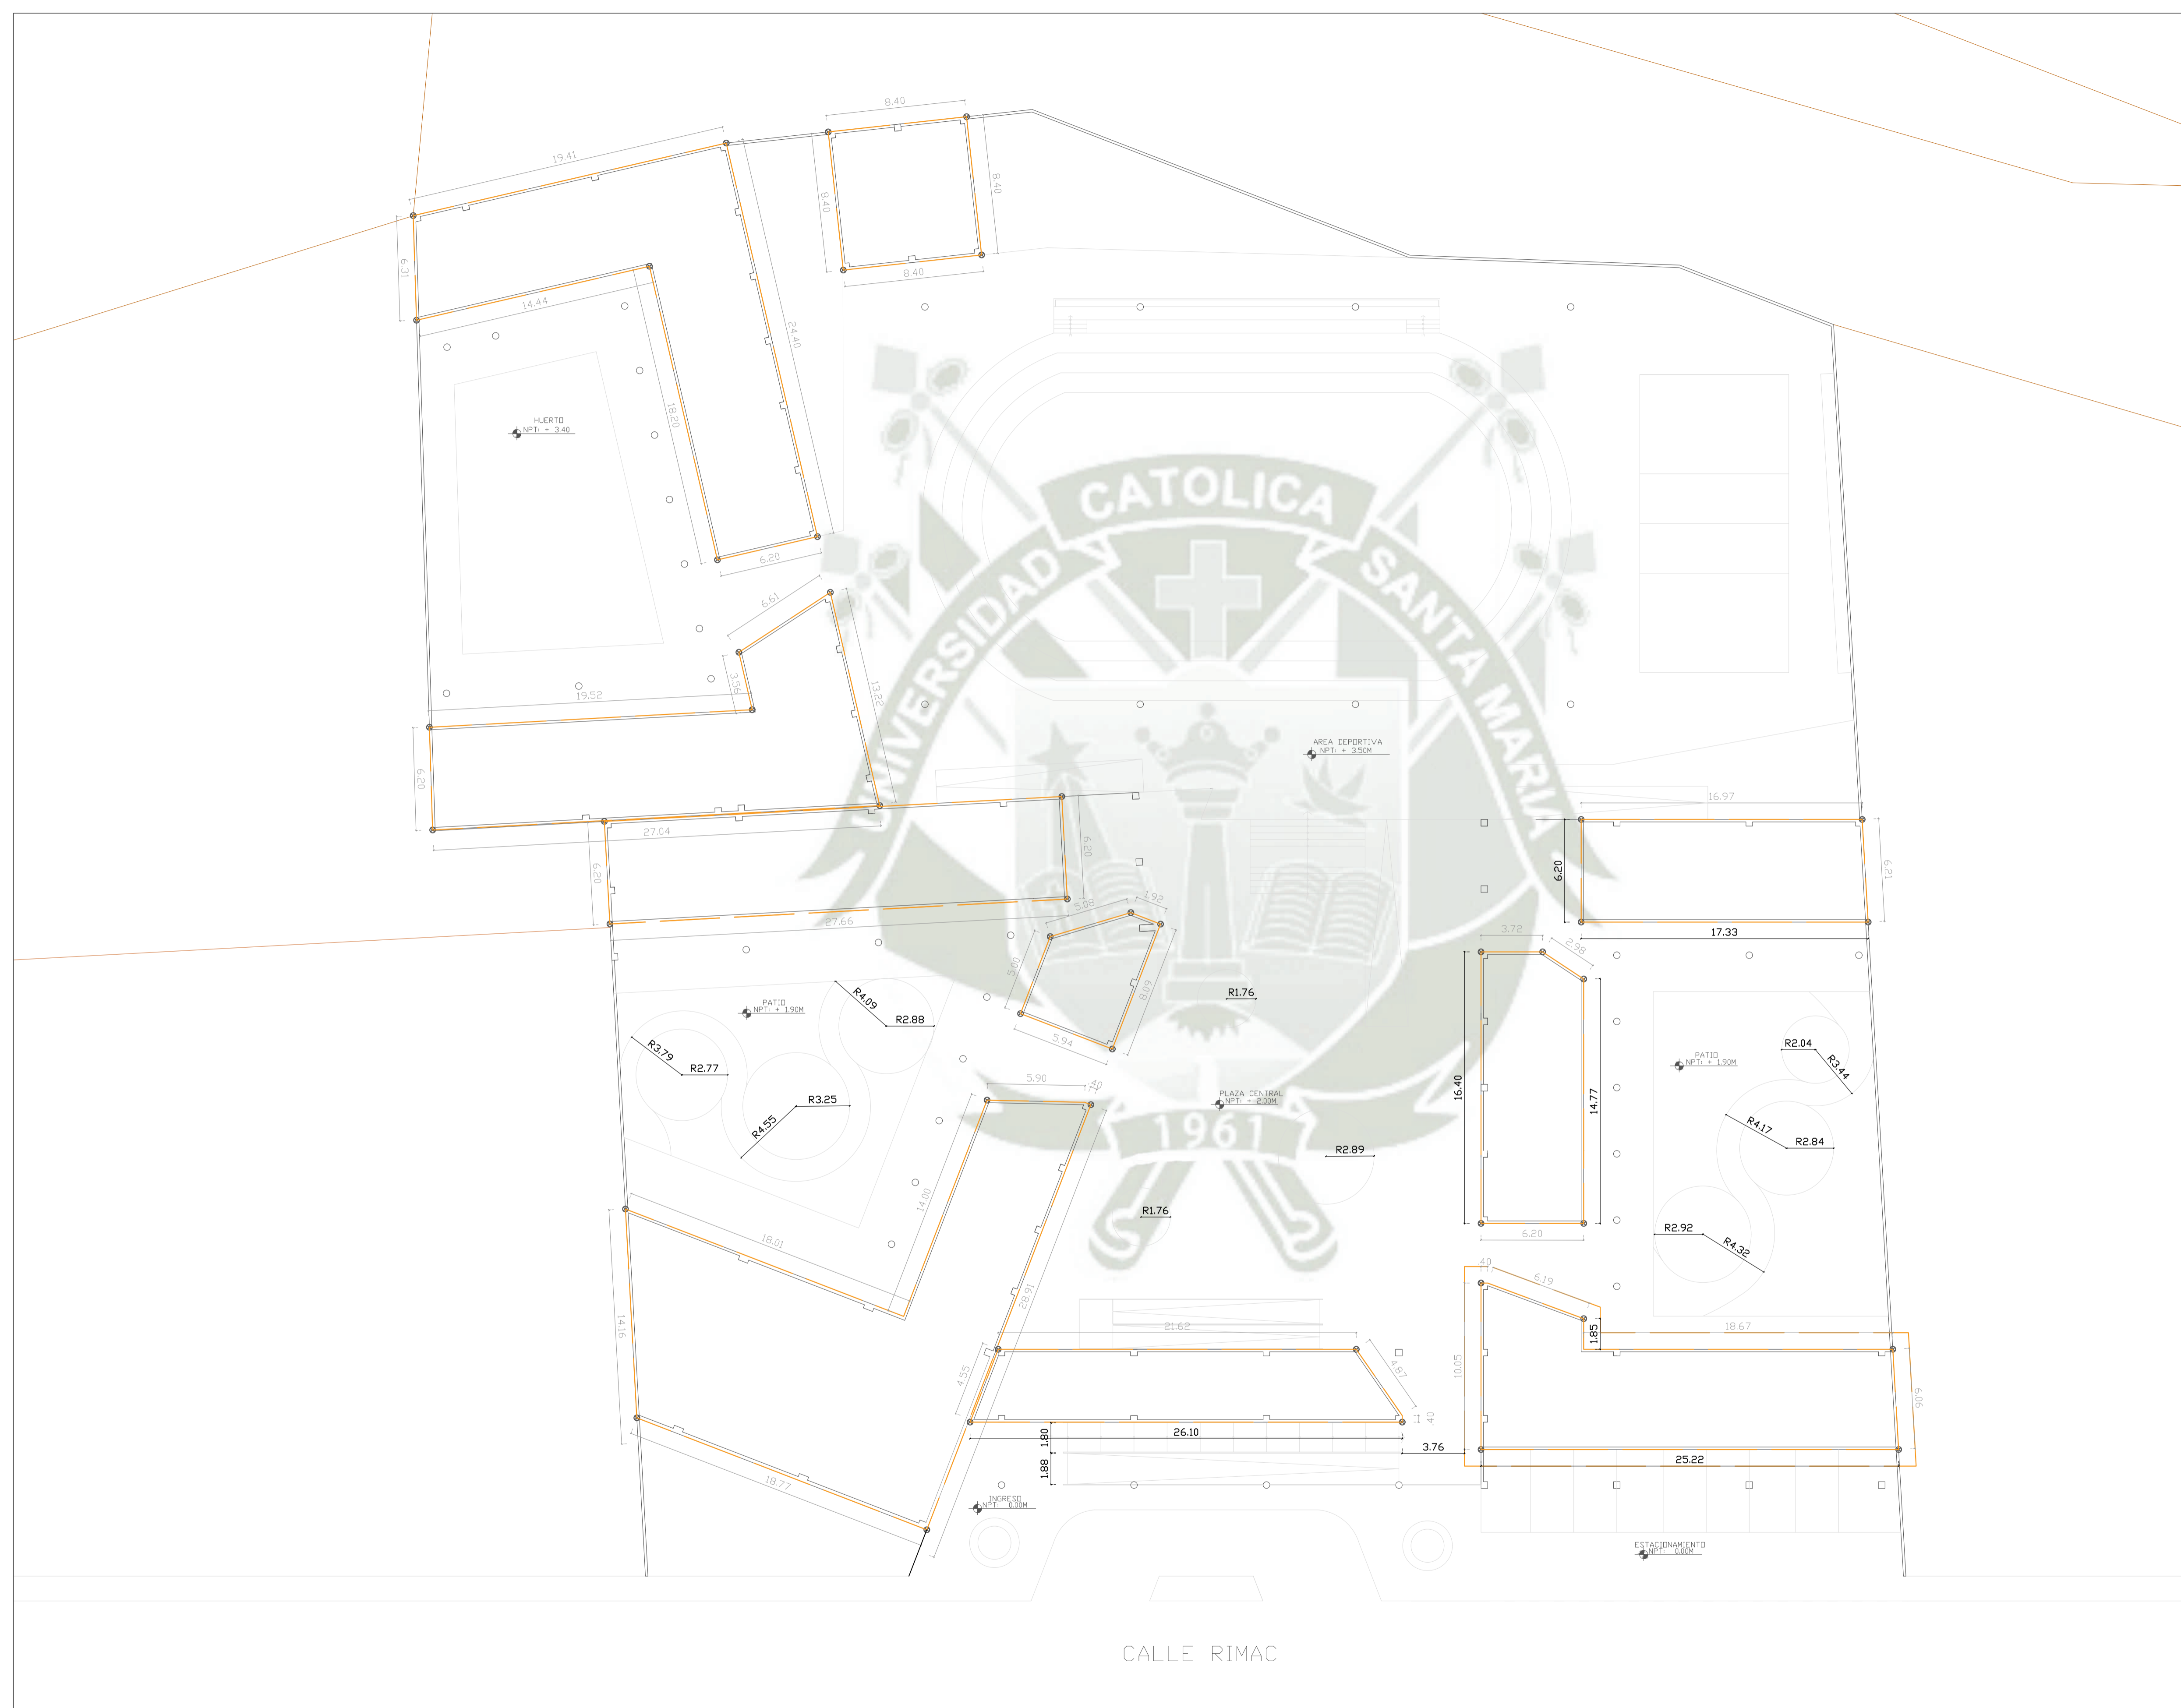 8.40
19.41
8.40
8.40
6.31
8.40
14.44
24.40
18.20
HUERTO
NPT: + 3.40
CATOLICA
UNIVERSIDAD
SANTA MARIA
6.20
6.61
3.56
19.52
13.22
AREA DEPORTIVA
NPT: + 3.50M
6.20
16.97
27.04
6.20
6.20
6.20
6.21
1.92
5.08
27.66
3.72
17.33
2.98
5.00
8.09
R4.09
R1.76
PATIO
NPT: + 1.90M
R2.88
R3.79
5.94
R2.04
PATIO
NPT: + 1.90M
R2.77
R3.44
5.90
.40
16.40
14.77
PLAZA CENTRAL
NPT: + 2.00M
R3.25
R4.55
1961
R4.17
R2.84
R2.89
14.00
R1.76
18.01
6.20
R2.92
R4.32
.40
6.19
28.91
14.16
21.62
1.85
18.67
4.55
4.87
10.05
6.06
.40
26.10
1.80
3.76
25.22
1.88
18.77
INGRESO
NPT: 0.00M
ESTACIONAMIENTO
NPT: 0.00M
CALLE RIMAC